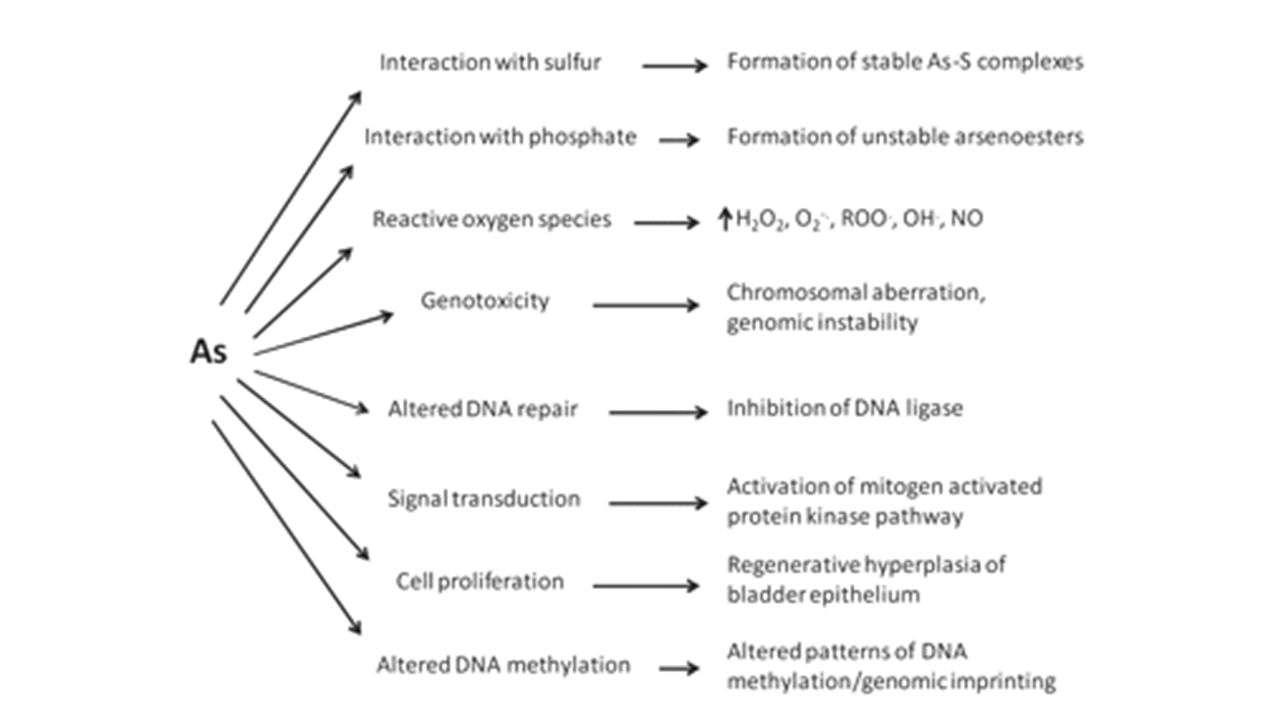 Interaction with sulfur
Formation of stable As-S complexes
Interaction with phosphate
Formation of unstable arsenoesters
Reactive oxygen species
↑H₂O₂, O₂˙⁻, ROO˙, OH˙, NO
Genotoxicity
Chromosomal aberration,
genomic instability
As
Altered DNA repair
Inhibition of DNA ligase
Signal transduction
Activation of mitogen activated
protein kinase pathway
Cell proliferation
Regenerative hyperplasia of
bladder epithelium
Altered DNA methylation
Altered patterns of DNA
methylation/genomic imprinting